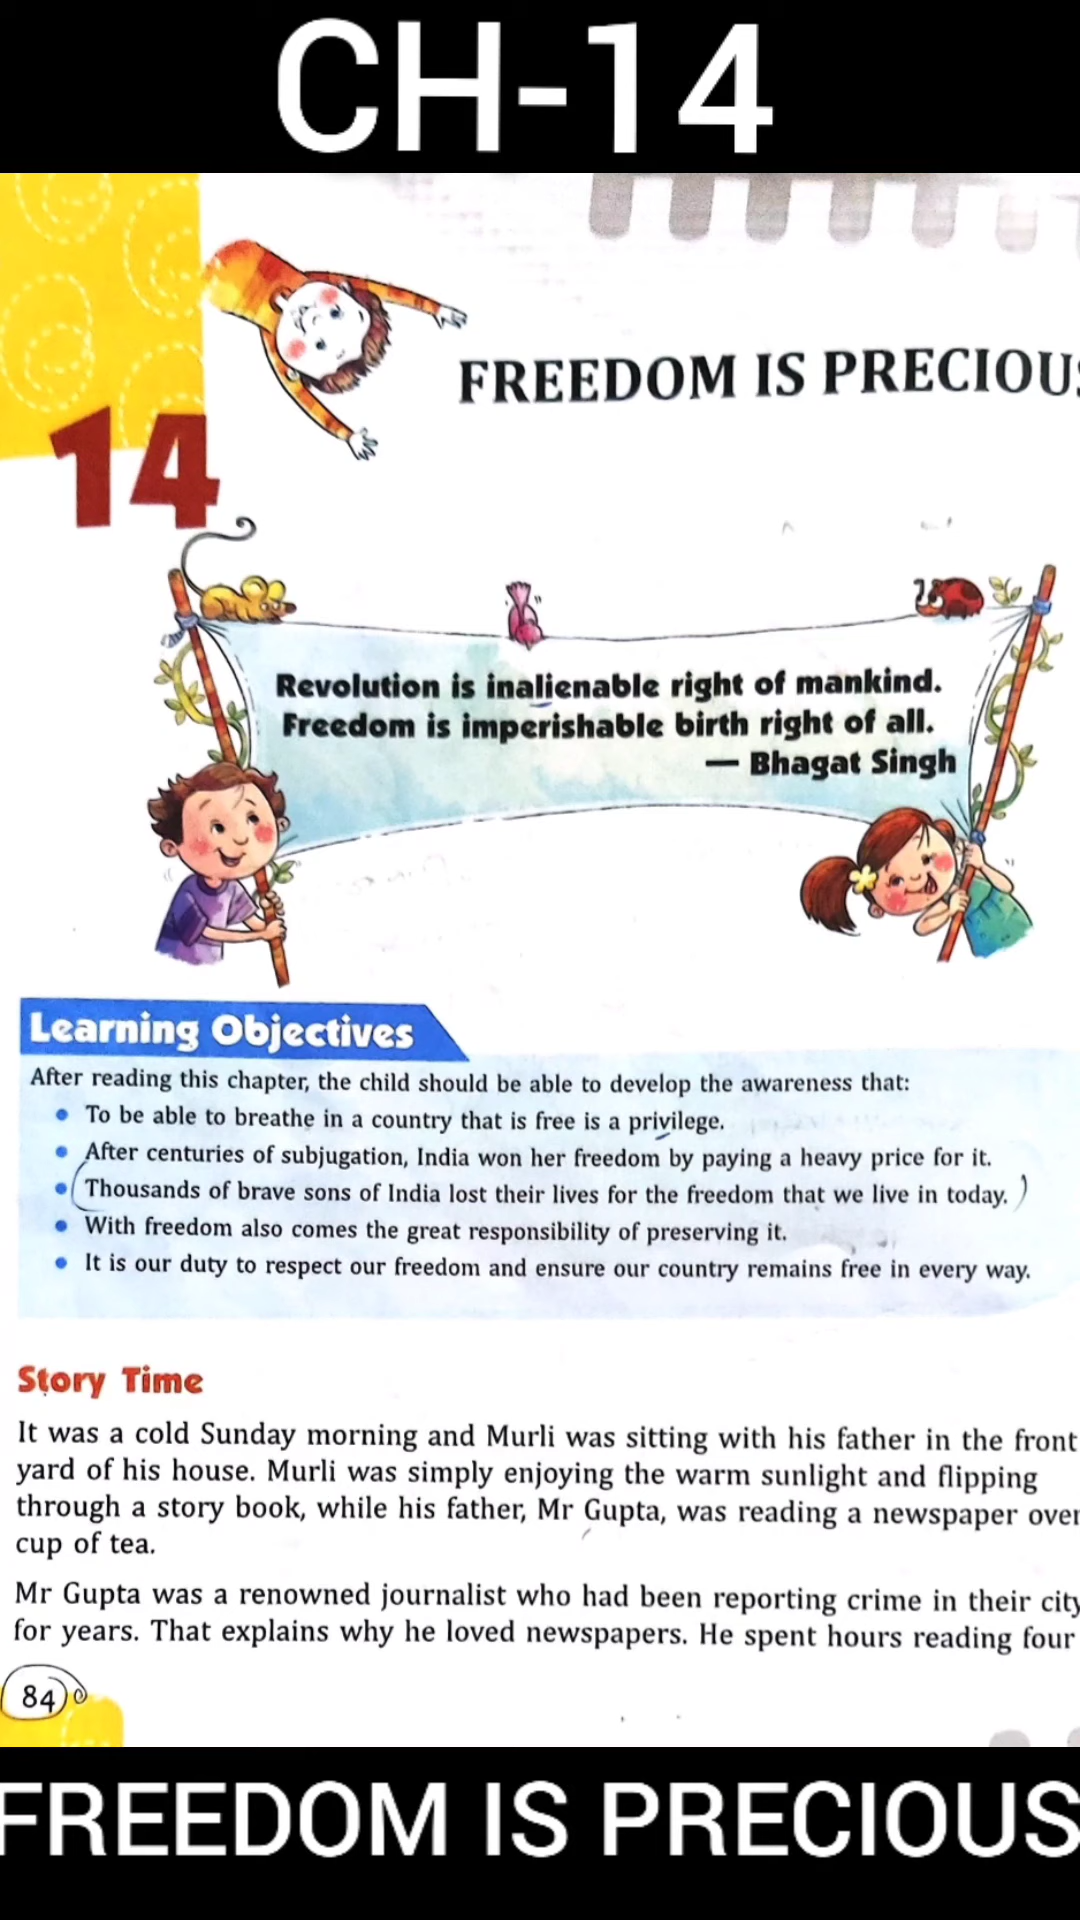 CH-14
FREEDOM IS PRECIOUS
14
Revolution is inalienable right of mankind.
Freedom is imperishable birth right of all.
— Bhagat Singh
Learning Objectives
After reading this chapter, the child should be able to develop the awareness that:
• To be able to breathe in a country that is free is a privilege.
• After centuries of subjugation, India won her freedom by paying a heavy price for it.
• (Thousands of brave sons of India lost their lives for the freedom that we live in today.)
• With freedom also comes the great responsibility of preserving it.
• It is our duty to respect our freedom and ensure our country remains free in every way.
Story Time
It was a cold Sunday morning and Murli was sitting with his father in the front
yard of his house. Murli was simply enjoying the warm sunlight and flipping
through a story book, while his father, Mr Gupta, was reading a newspaper over
cup of tea.
Mr Gupta was a renowned journalist who had been reporting crime in their city
for years. That explains why he loved newspapers. He spent hours reading four
84
FREEDOM IS PRECIOUS